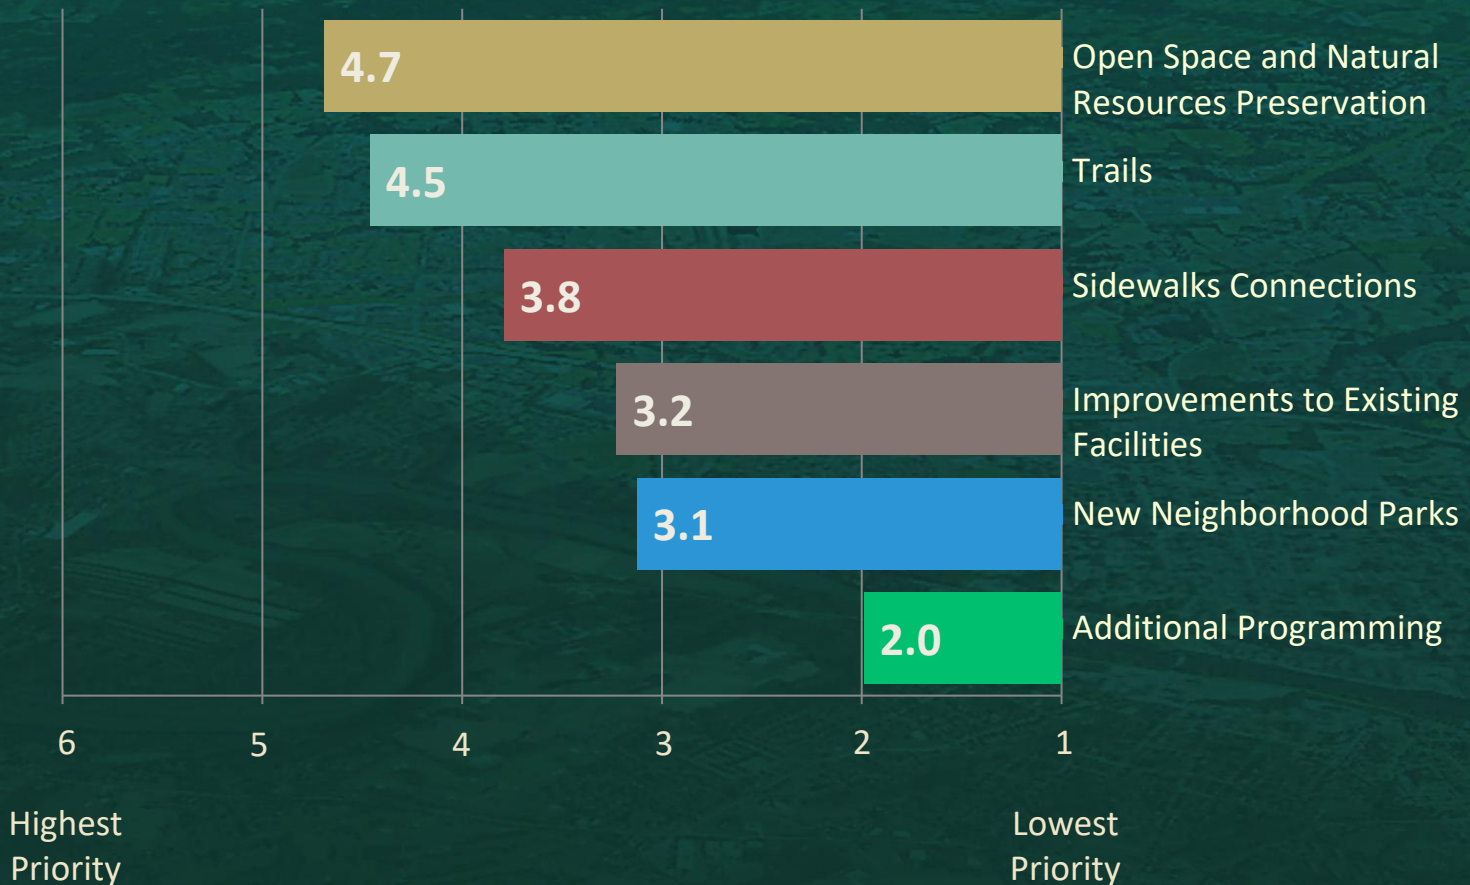 4.7
Open Space and Natural
Resources Preservation
4.5
Trails
3.8
Sidewalks Connections
3.2
Improvements to Existing
Facilities
3.1
New Neighborhood Parks
2.0
Additional Programming
6 5 4 3 2 1
Highest
Priority
Lowest
Priority